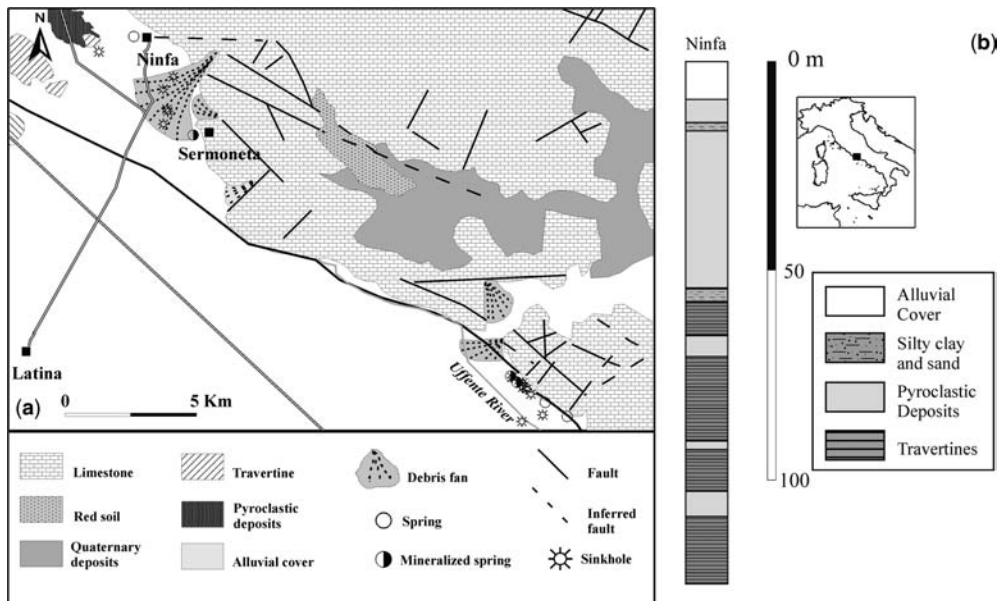 N
Ninfa
Sermoneta
Latina
Uffente River
(a)
0 5 Km
Limestone
Red soil
Quaternary
deposits
Travertine
Pyroclastic
deposits
Alluvial cover
Debris fan
Spring
Mineralized spring
Fault
Inferred
fault
Sinkhole
Ninfa
(b)
0 m
50
100
Alluvial
Cover
Silty clay
and sand
Pyroclastic
Deposits
Travertines